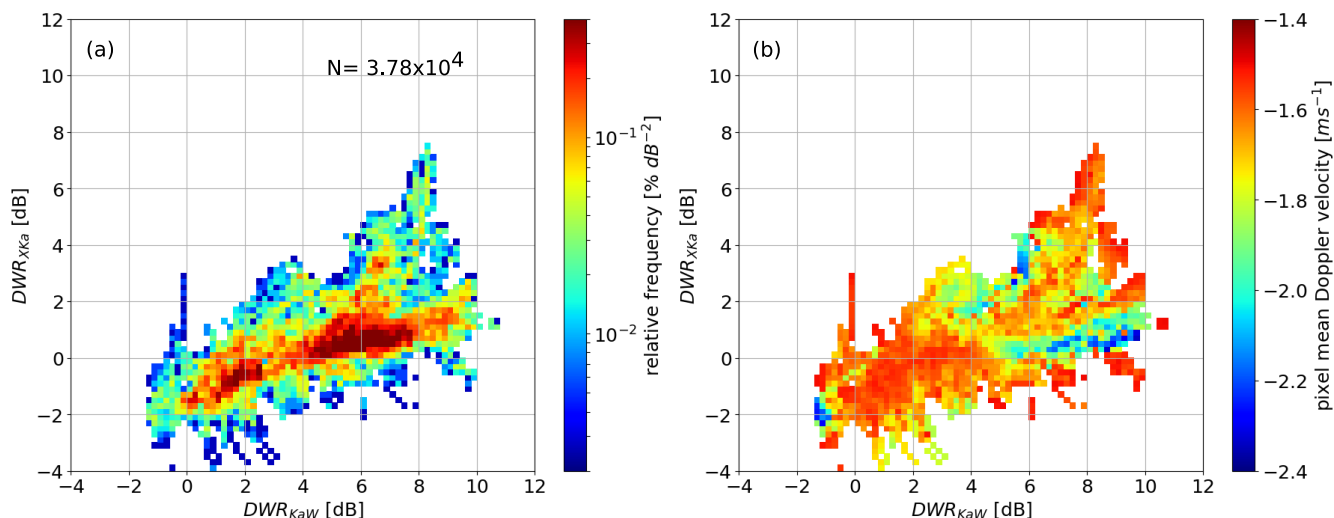 (a)
N= 3.78x10^4
12
10
8
6
4
2
0
−2
−4
DWR_XKa [dB]
−4 −2 0 2 4 6 8 10 12
DWR_KaW [dB]
10^−1
10^−2
relative frequency [% dB^−2]
(b)
12
10
8
6
4
2
0
−2
−4
DWR_XKa [dB]
−4 −2 0 2 4 6 8 10 12
DWR_KaW [dB]
−1.4
−1.6
−1.8
−2.0
−2.2
−2.4
pixel mean Doppler velocity [ms^−1]